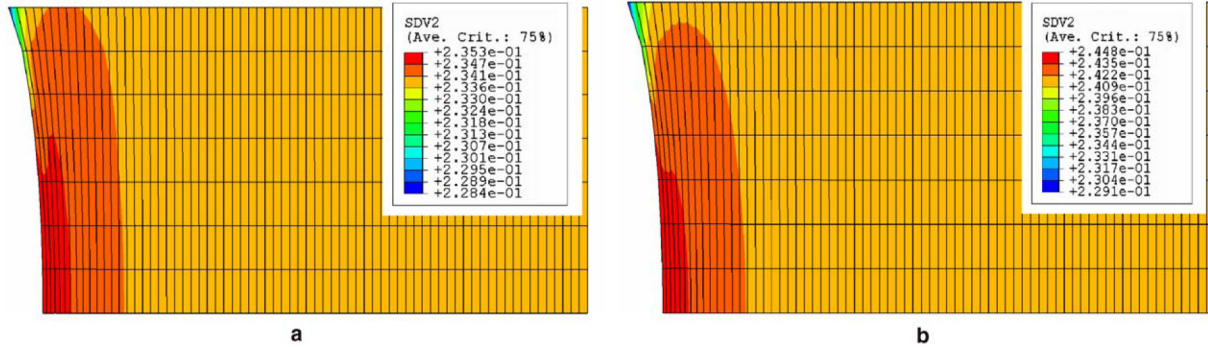 SDV2
(Ave. Crit.: 75%)
+2.353e-01
+2.347e-01
+2.341e-01
+2.336e-01
+2.330e-01
+2.324e-01
+2.318e-01
+2.313e-01
+2.307e-01
+2.301e-01
+2.295e-01
+2.289e-01
+2.284e-01
a
SDV2
(Ave. Crit.: 75%)
+2.448e-01
+2.435e-01
+2.422e-01
+2.409e-01
+2.396e-01
+2.383e-01
+2.370e-01
+2.357e-01
+2.344e-01
+2.331e-01
+2.317e-01
+2.304e-01
+2.291e-01
b